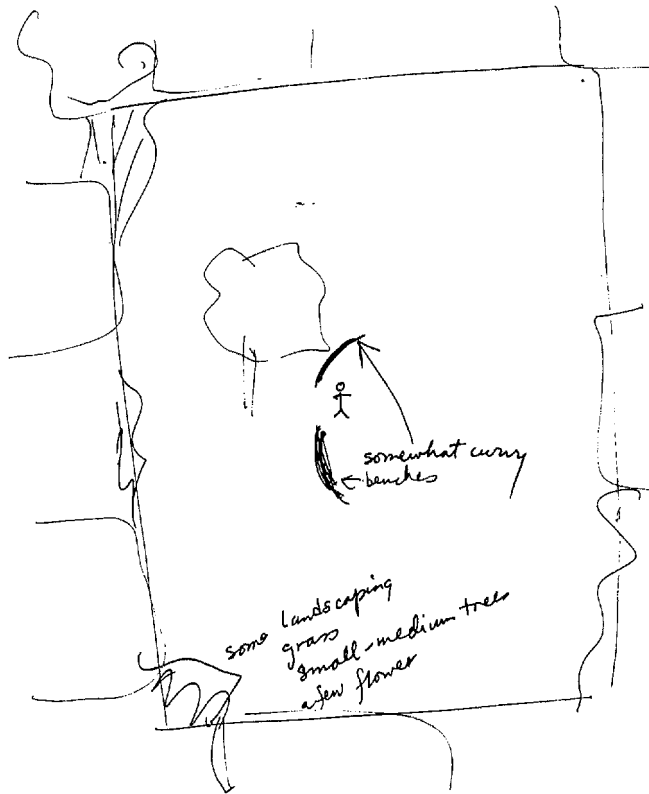 somewhat curvy
benches
some landscaping
grass
small-medium trees
a few flower